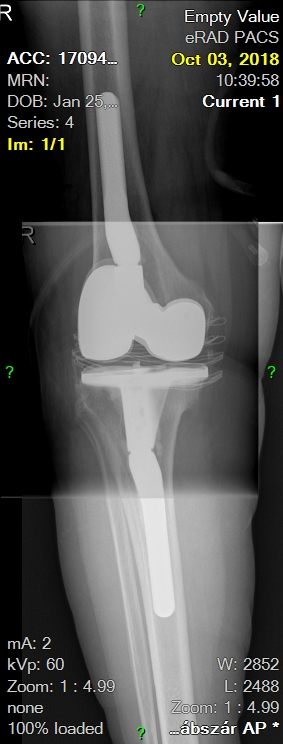 R
?
Empty Value
eRAD PACS
ACC: 17094...
Oct 03, 2018
MRN:
10:39:58
DOB: Jan 25,...
Current 1
Series: 4
Im: 1/1
R
?
?
mA: 2
kVp: 60
W: 2852
Zoom: 1 : 4.99
L: 2488
none
Zoom: 1 : 4.99
100% loaded
?
...ábszár AP *